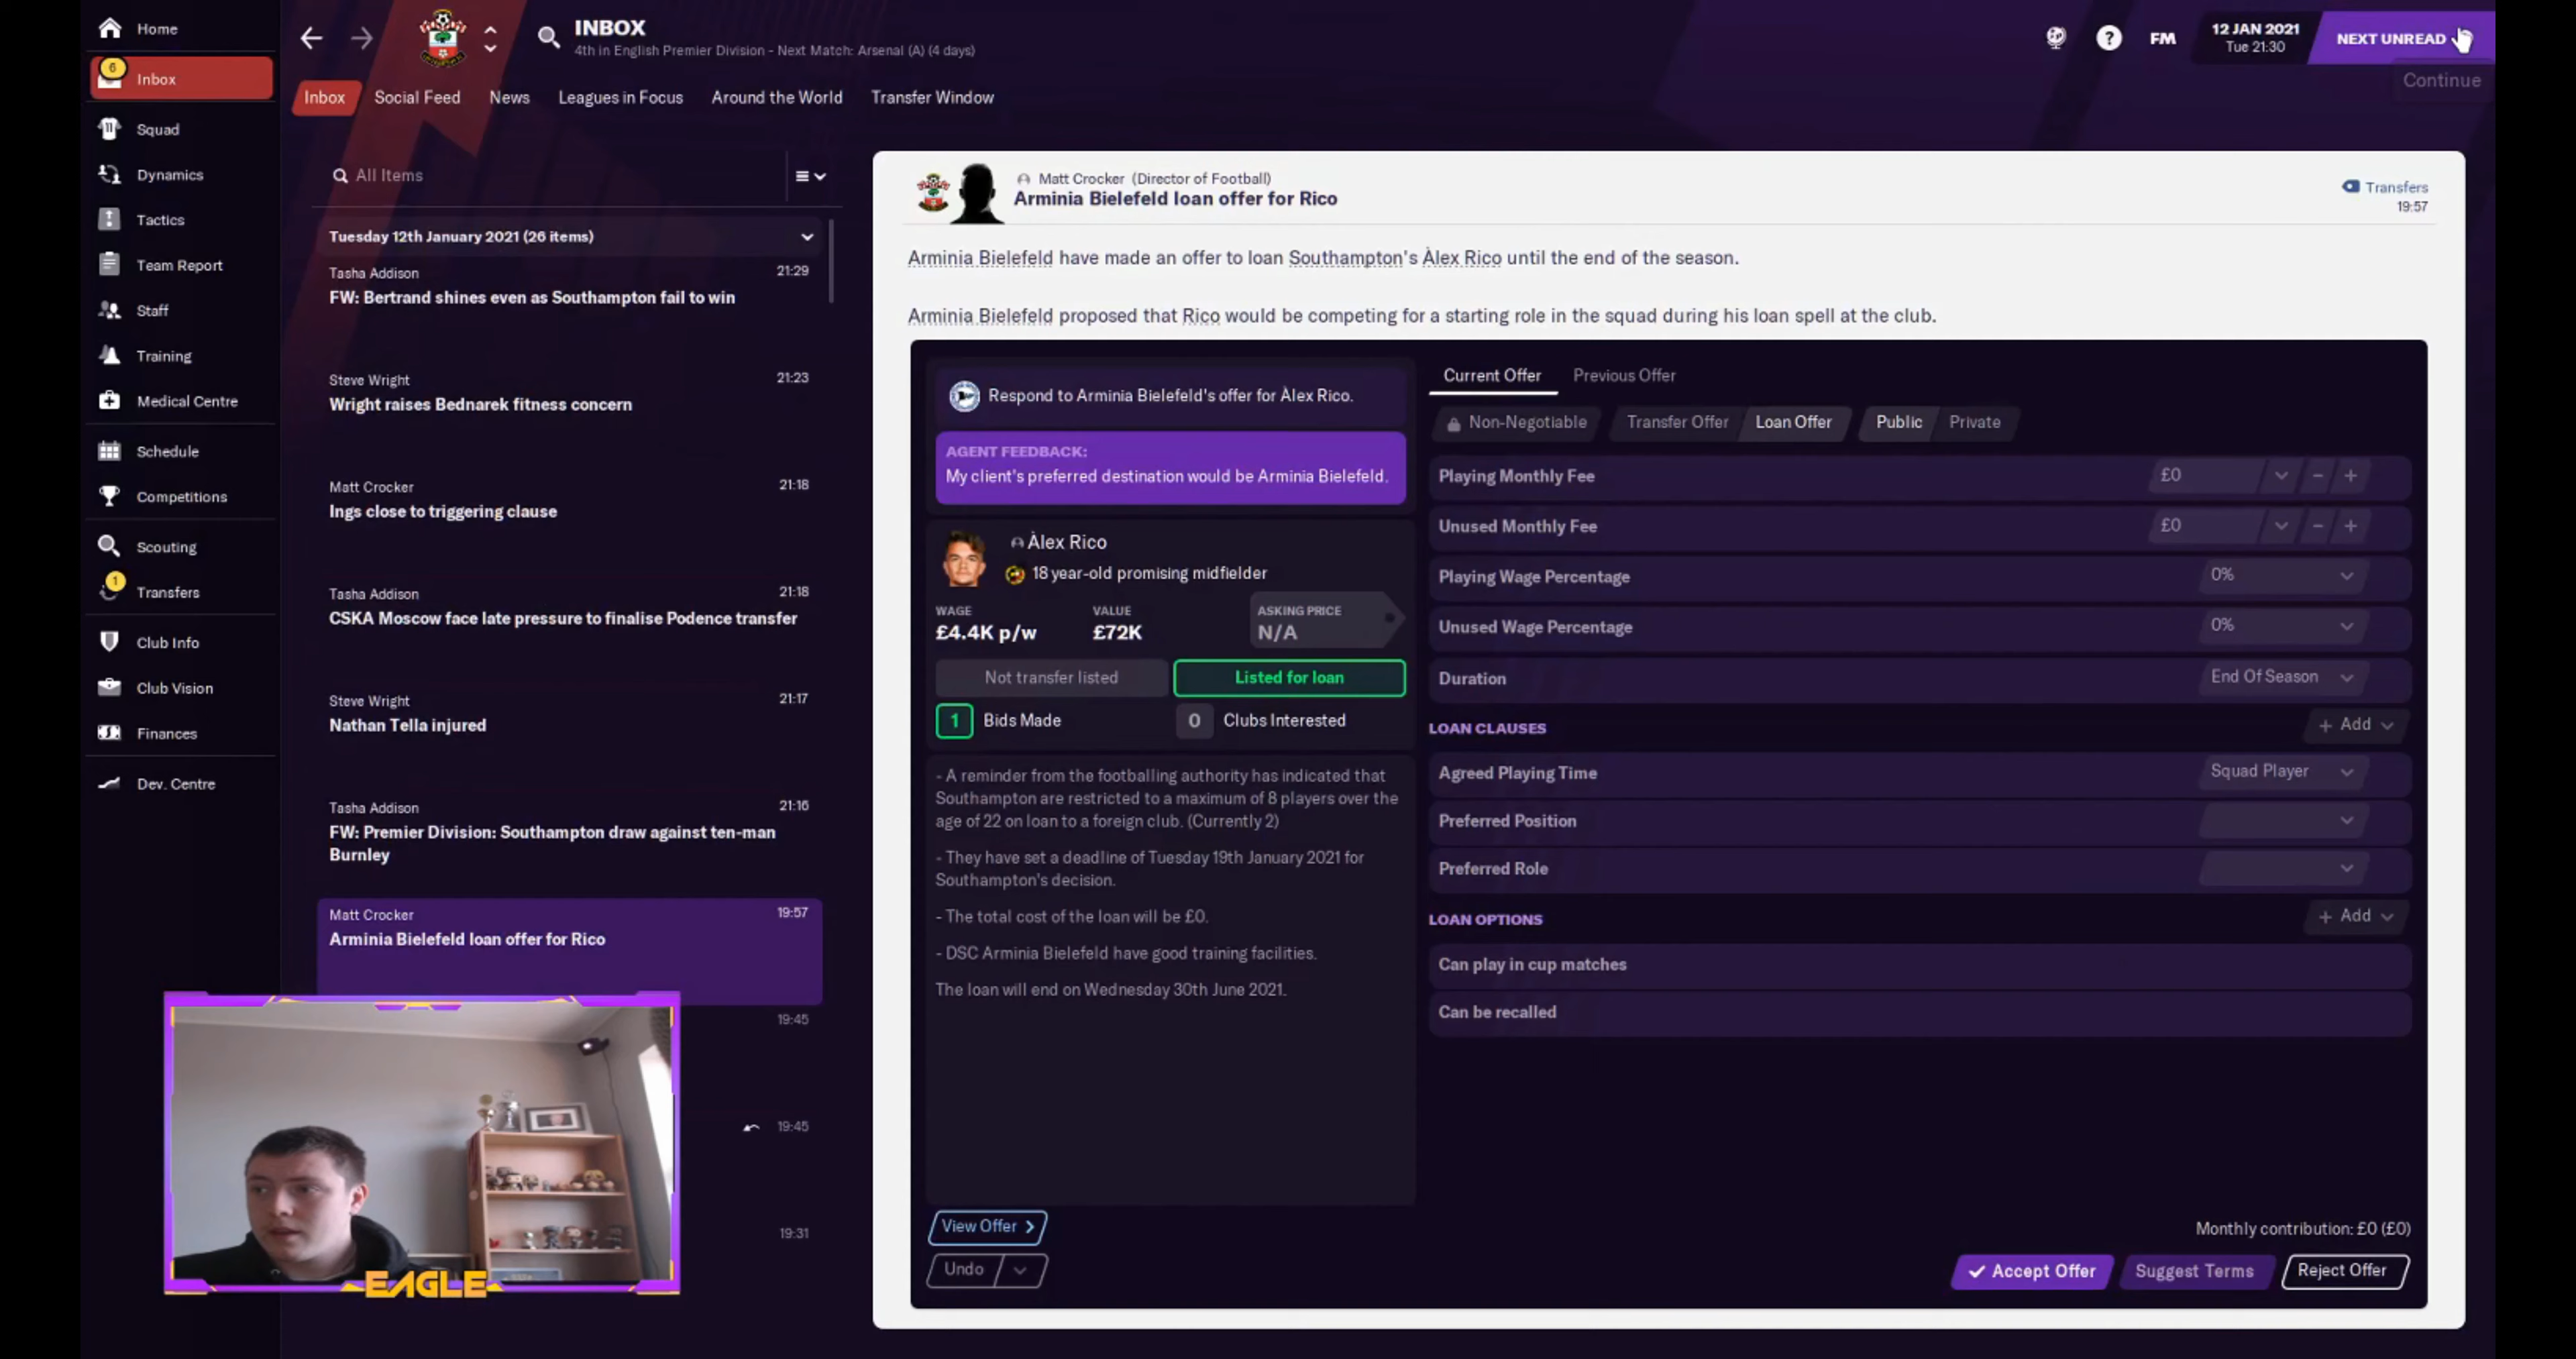 Home
Inbox
6
Squad
Dynamics
Tactics
Team Report
Staff
Training
Medical Centre
Schedule
Competitions
Scouting
1
Transfers
Club Info
Club Vision
Finances
Dev. Centre
INBOX
4th in English Premier Division - Next Match: Arsenal (A) (4 days)
?
FM
12 JAN 2021
Tue 21:30
NEXT UNREAD
Continue
Inbox
Social Feed
News
Leagues in Focus
Around the World
Transfer Window
All Items
Tuesday 12th January 2021 (26 items)
Tasha Addison
21:29
FW: Bertrand shines even as Southampton fail to win
Steve Wright
21:23
Wright raises Bednarek fitness concern
Matt Crocker
21:18
Ings close to triggering clause
Tasha Addison
21:18
CSKA Moscow face late pressure to finalise Podence transfer
Steve Wright
21:17
Nathan Tella injured
Tasha Addison
21:16
FW: Premier Division: Southampton draw against ten-man
Burnley
Matt Crocker
19:57
Arminia Bielefeld loan offer for Rico
19:45
19:45
19:31
EAGLE
Matt Crocker (Director of Football)
Arminia Bielefeld loan offer for Rico
Transfers
19:57
Arminia Bielefeld have made an offer to loan Southampton's Àlex Rico until the end of the season.
Arminia Bielefeld proposed that Rico would be competing for a starting role in the squad during his loan spell at the club.
Respond to Arminia Bielefeld's offer for Àlex Rico.
AGENT FEEDBACK:
My client's preferred destination would be Arminia Bielefeld.
Àlex Rico
18 year-old promising midfielder
WAGE
£4.4K p/w
VALUE
£72K
ASKING PRICE
N/A
Not transfer listed
Listed for loan
1 Bids Made
0 Clubs Interested
- A reminder from the footballing authority has indicated that
Southampton are restricted to a maximum of 8 players over the
age of 22 on loan to a foreign club. (Currently 2)
- They have set a deadline of Tuesday 19th January 2021 for
Southampton's decision.
- The total cost of the loan will be £0.
- DSC Arminia Bielefeld have good training facilities.
The loan will end on Wednesday 30th June 2021.
View Offer
Undo
Current Offer
Previous Offer
Non-Negotiable
Transfer Offer
Loan Offer
Public
Private
Playing Monthly Fee
£0
Unused Monthly Fee
£0
Playing Wage Percentage
0%
Unused Wage Percentage
0%
Duration
End Of Season
LOAN CLAUSES
+ Add
Agreed Playing Time
Squad Player
Preferred Position
Preferred Role
LOAN OPTIONS
+ Add
Can play in cup matches
Can be recalled
Monthly contribution: £0 (£0)
Accept Offer
Suggest Terms
Reject Offer